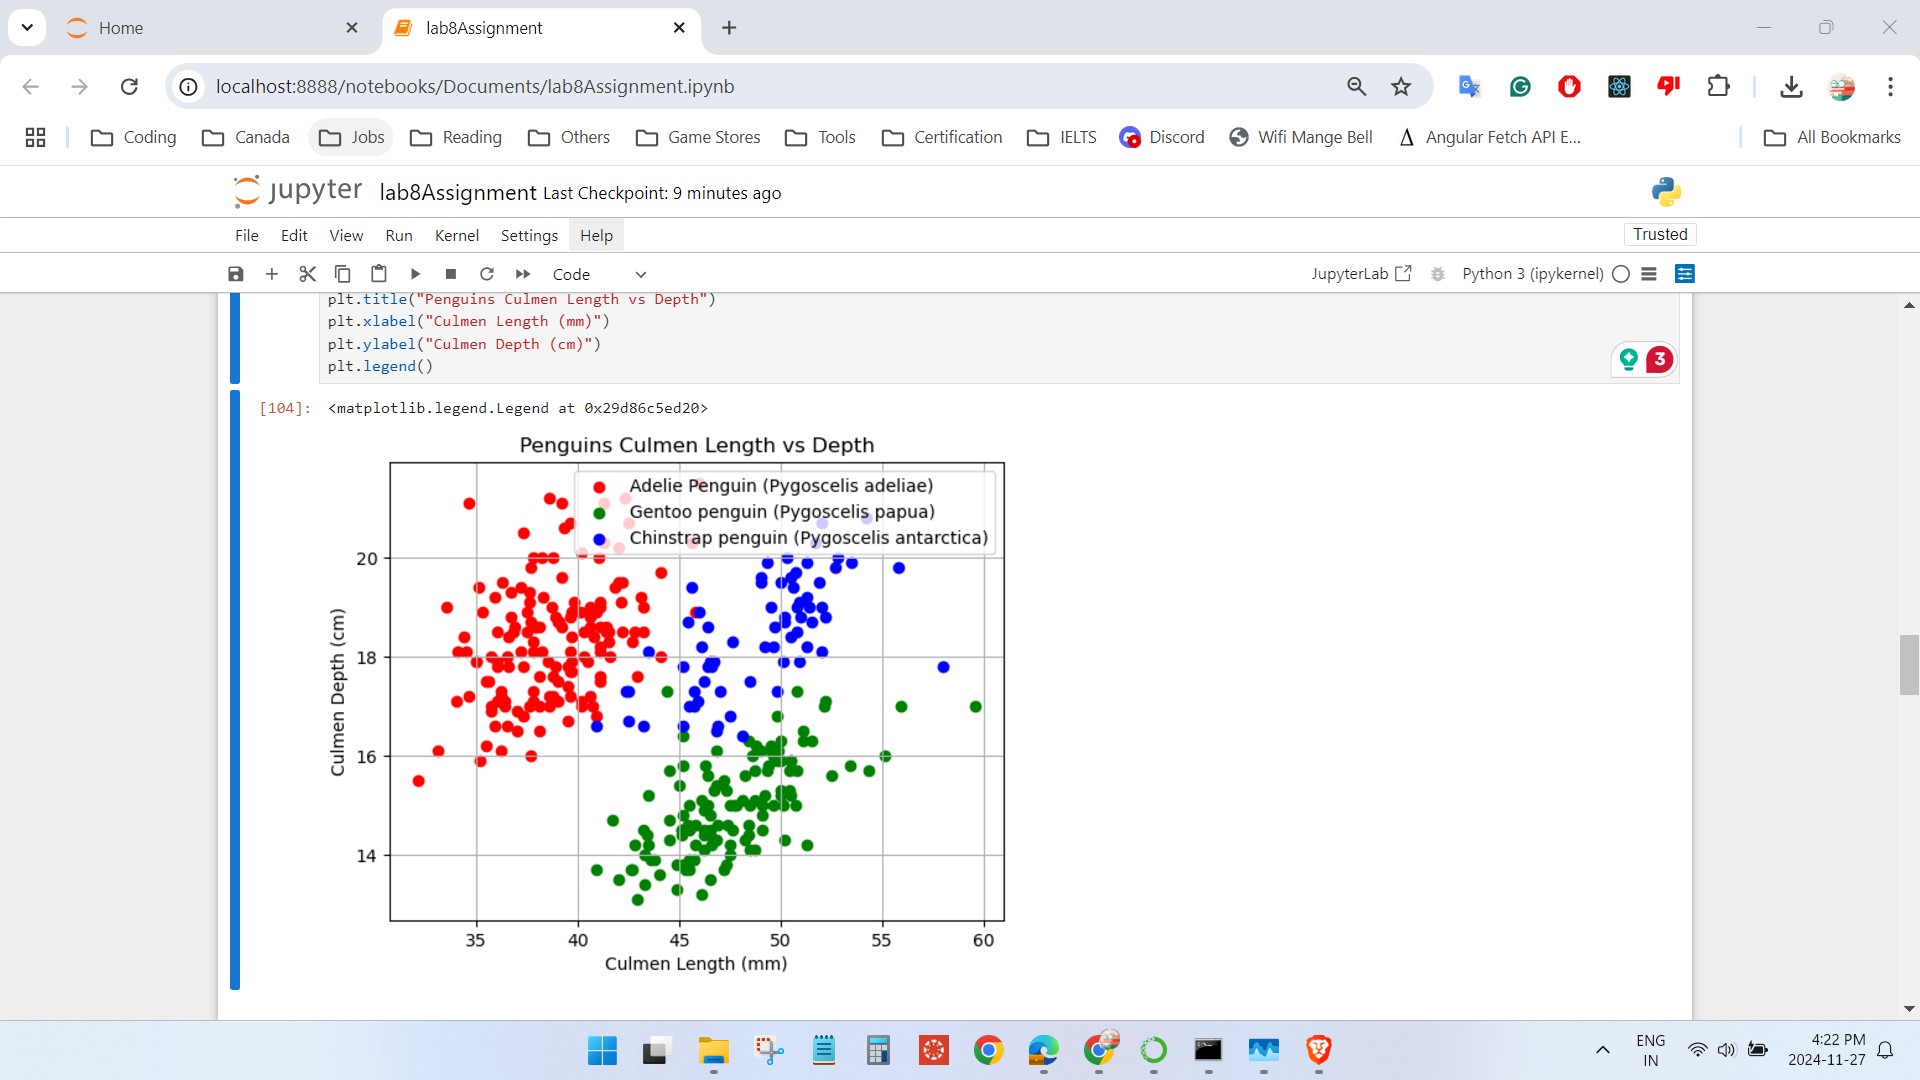 Home
lab8Assignment
localhost:8888/notebooks/Documents/lab8Assignment.ipynb
Coding Canada Jobs Reading Others Game Stores Tools Certification IELTS Discord Wifi Mange Bell Angular Fetch API E... All Bookmarks
jupyter lab8Assignment Last Checkpoint: 9 minutes ago
File Edit View Run Kernel Settings Help Trusted
Code JupyterLab Python 3 (ipykernel)
plt.title("Penguins Culmen Length vs Depth")
plt.xlabel("Culmen Length (mm)")
plt.ylabel("Culmen Depth (cm)")
plt.legend()
3
[104]: <matplotlib.legend.Legend at 0x29d86c5ed20>
Penguins Culmen Length vs Depth
Adelie Penguin (Pygoscelis adeliae)
Gentoo penguin (Pygoscelis papua)
Chinstrap penguin (Pygoscelis antarctica)
20
18
16
14
Culmen Depth (cm)
35 40 45 50 55 60
Culmen Length (mm)
ENG
IN
4:22 PM
2024-11-27